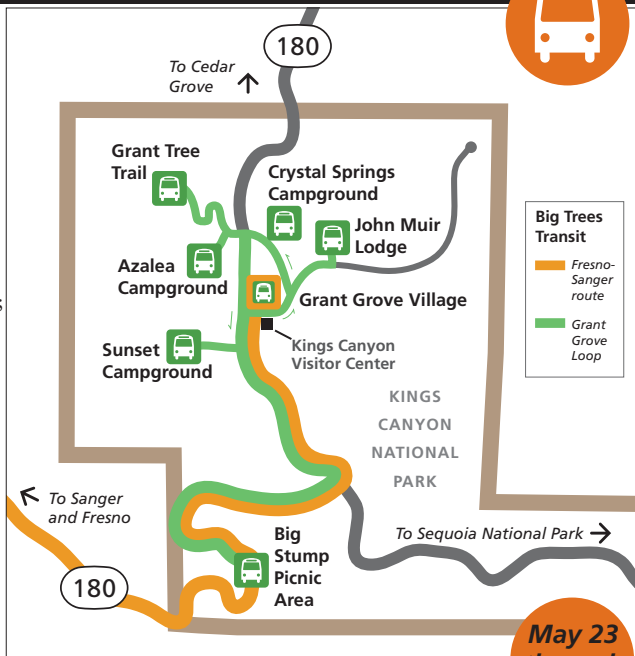 180
To Cedar
Grove
Grant Tree
Trail
Crystal Springs
Campground
John Muir
Lodge
Azalea
Campground
Grant Grove Village
Sunset
Campground
Kings Canyon
Visitor Center
KINGS
CANYON
NATIONAL
PARK
Big Trees
Transit
Fresno-
Sanger
route
Grant
Grove
Loop
To Sanger
and Fresno
To Sequoia National Park
Big
Stump
Picnic
Area
180
May 23